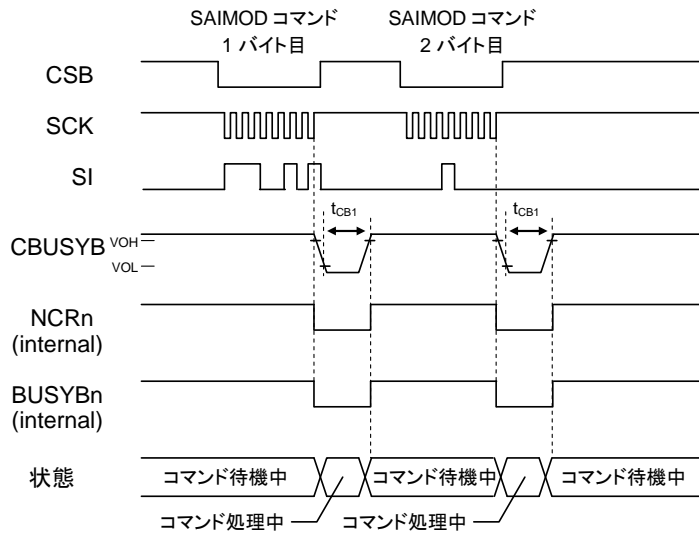 SAIMOD コマンド
1 バイト目
SAIMOD コマンド
2 バイト目
CSB
SCK
SI
tCB1
tCB1
CBUSYB
VOH
VOL
NCRn
(internal)
BUSYBn
(internal)
状態
コマンド待機中
コマンド待機中
コマンド待機中
コマンド処理中
コマンド処理中